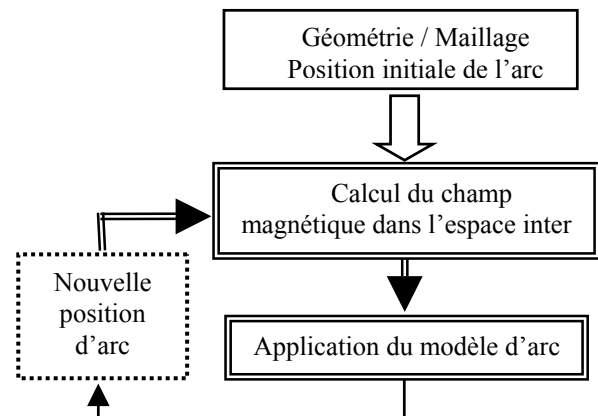 Géométrie / Maillage
Position initiale de l’arc
Calcul du champ
magnétique dans l’espace inter
Nouvelle
position
d’arc
Application du modèle d’arc